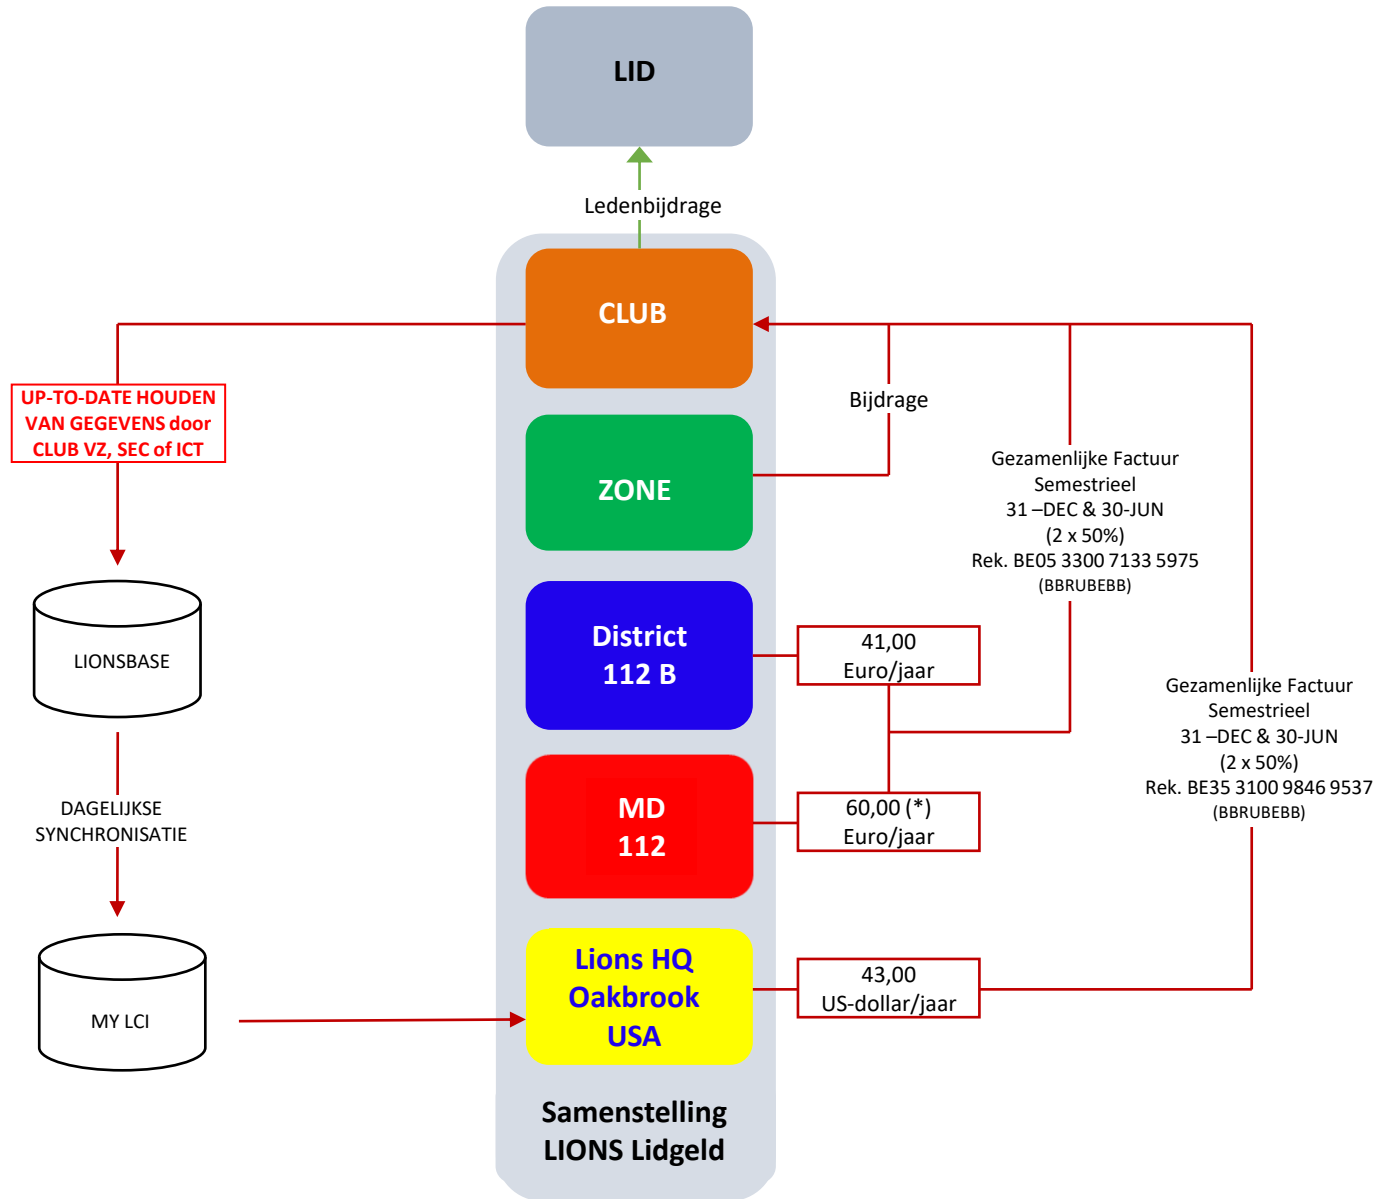 LID
Ledenbijdrage
CLUB
UP-TO-DATE HOUDEN
VAN GEGEVENS door
CLUB VZ, SEC of ICT
Bijdrage
ZONE
Gezamenlijke Factuur
Semestrieel
31 –DEC & 30-JUN
(2 x 50%)
Rek. BE05 3300 7133 5975
(BBRUBEBB)
LIONSBASE
District
112 B
41,00
Euro/jaar
Gezamenlijke Factuur
Semestrieel
31 –DEC & 30-JUN
(2 x 50%)
Rek. BE35 3100 9846 9537
(BBRUBEBB)
DAGELIJKSE
SYNCHRONISATIE
MD
112
60,00 (*)
Euro/jaar
MY LCI
Lions HQ
Oakbrook
USA
43,00
US-dollar/jaar
Samenstelling
LIONS Lidgeld